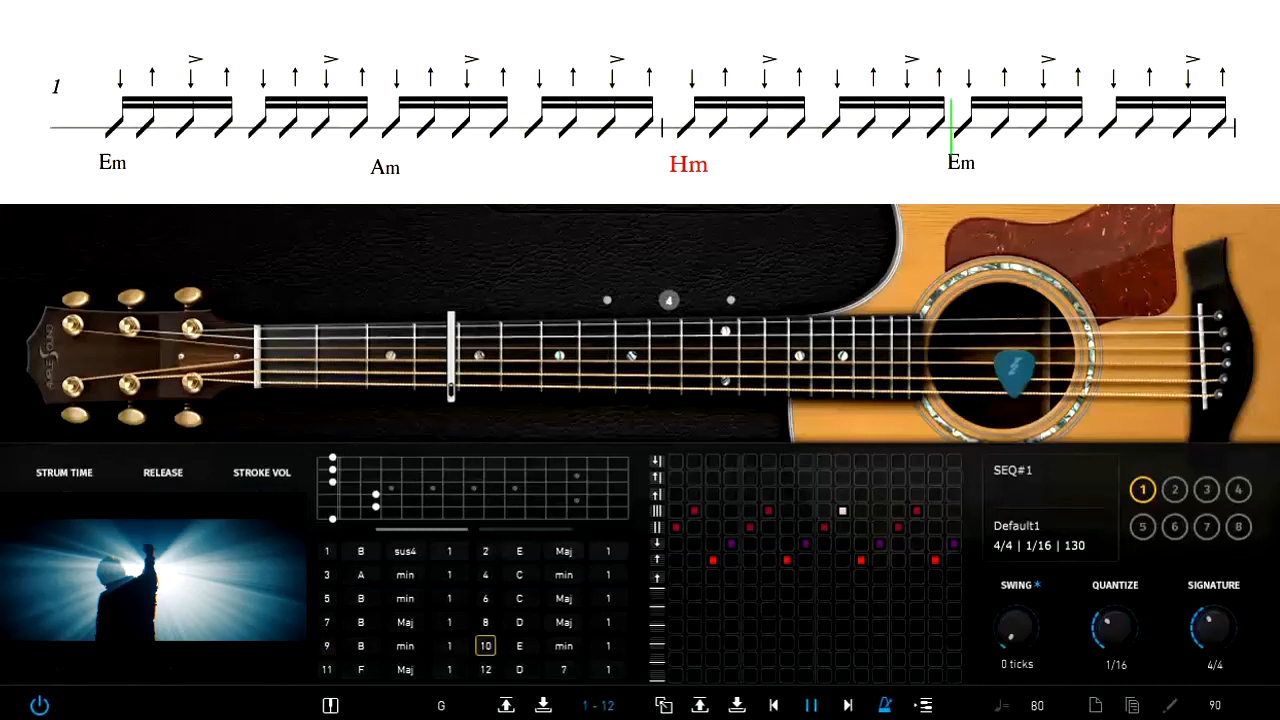 1
Em Am Hm Em
4
AMPLE SOUND
STRUM TIME RELEASE STROKE VOL
SEQ#1
1 2 3 4
Default1
5 6 7 8
4/4 | 1/16 | 130
1 B sus4 1 2 E Maj 1
3 A min 1 4 C min 1
5 B min 1 6 C Maj 1
7 B Maj 1 8 D Maj 1
9 B min 1 10 E min 1
11 F Maj 1 12 D 7 1
SWING QUANTIZE SIGNATURE
0 ticks 1/16 4/4
G 1 - 12 80 90